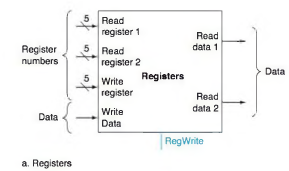 5
Read
register 1
Read
data 1
Register
numbers
5
Read
register 2
5
Write
register
Registers
Data
Read
data 2
Data
Write
Data
RegWrite
a. Registers